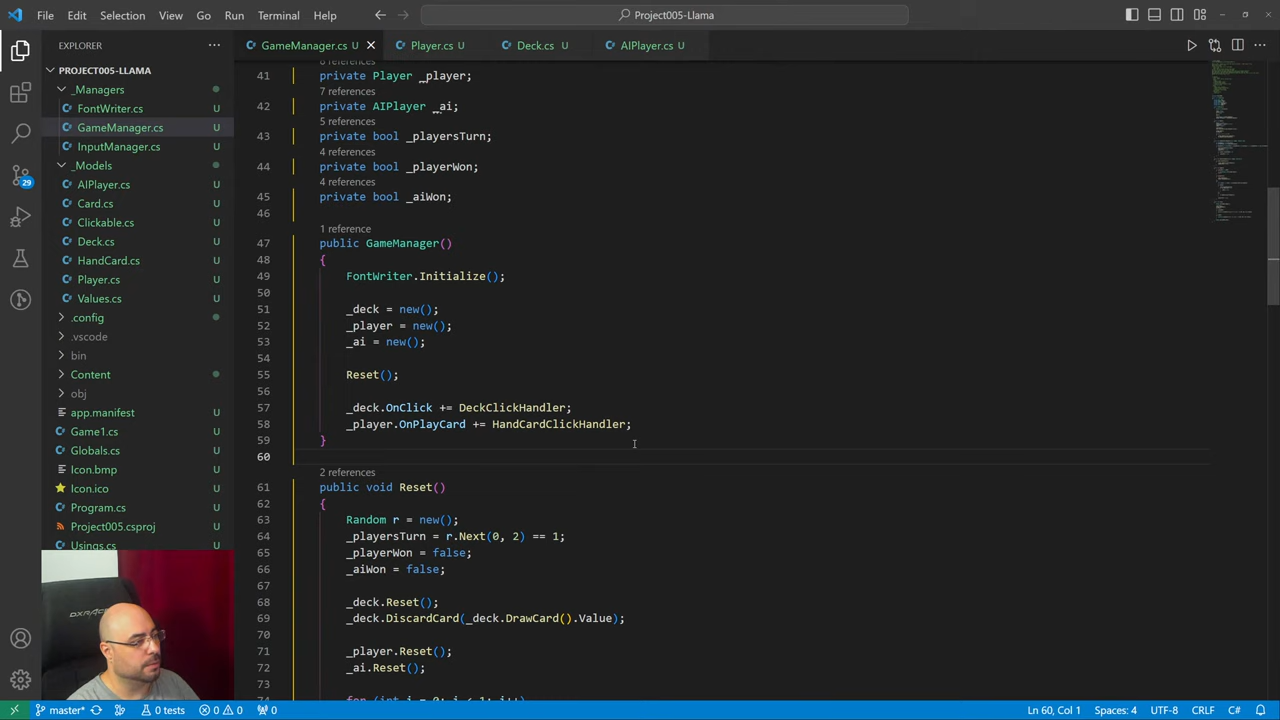 File Edit Selection View Go Run Terminal Help
Project005-Llama
EXPLORER
GameManager.cs U
Player.cs U
Deck.cs U
AIPlayer.cs U
PROJECT005-LLAMA
_Managers
FontWriter.cs U
GameManager.cs U
InputManager.cs U
_Models
AIPlayer.cs U
Card.cs U
Clickable.cs U
Deck.cs U
HandCard.cs U
Player.cs U
Values.cs U
.config
.vscode
bin
Content
obj
app.manifest U
Game1.cs U
Globals.cs U
Icon.bmp U
Icon.ico U
Program.cs U
Project005.csproj U
Usings.cs U
29
6 references
41 private Player _player;
7 references
42 private AIPlayer _ai;
5 references
43 private bool _playersTurn;
4 references
44 private bool _playerWon;
4 references
45 private bool _aiWon;
46
1 reference
47 public GameManager()
48 {
49 FontWriter.Initialize();
50
51 _deck = new();
52 _player = new();
53 _ai = new();
54
55 Reset();
56
57 _deck.OnClick += DeckClickHandler;
58 _player.OnPlayCard += HandCardClickHandler;
59 }
60
2 references
61 public void Reset()
62 {
63 Random r = new();
64 _playersTurn = r.Next(0, 2) == 1;
65 _playerWon = false;
66 _aiWon = false;
67
68 _deck.Reset();
69 _deck.DiscardCard(_deck.DrawCard().Value);
70
71 _player.Reset();
72 _ai.Reset();
73
DXRACER
master* 0 tests 0 0 0
Ln 60, Col 1 Spaces: 4 UTF-8 CRLF C#